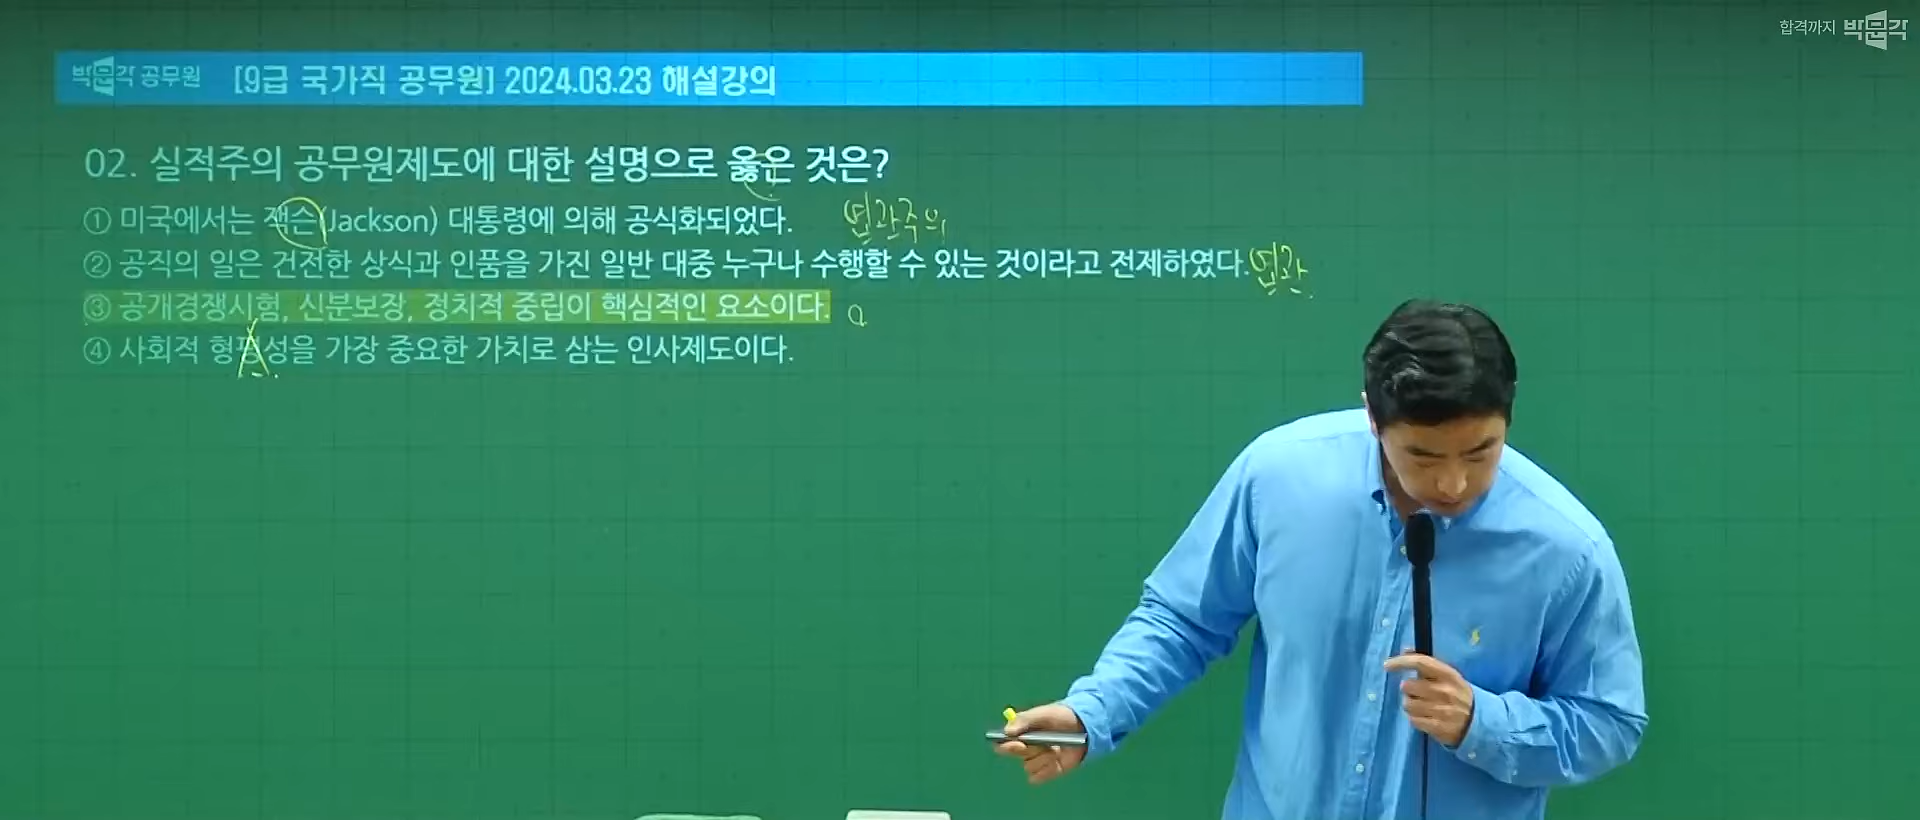 합격까지 박문각
박문각 공무원 [9급 국가직 공무원] 2024.03.23 해설강의
02. 실적주의 공무원제도에 대한 설명으로 옳은 것은?
① 미국에서는 잭슨(Jackson) 대통령에 의해 공식화되었다. 엽관주의
② 공직의 일은 건전한 상식과 인품을 가진 일반 대중 누구나 수행할 수 있는 것이라고 전제하였다. 엽관
③ 공개경쟁시험, 신분보장, 정치적 중립이 핵심적인 요소이다.
④ 사회적 형평성을 가장 중요한 가치로 삼는 인사제도이다.